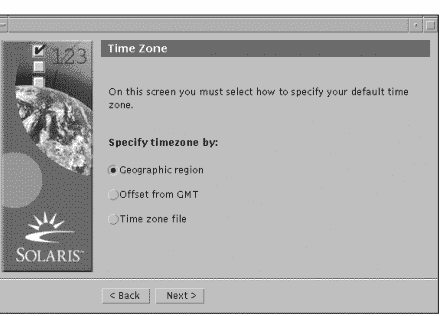 123
Time Zone
On this screen you must select how to specify your default time
zone.
Specify timezone by:
Geographic region
Offset from GMT
Time zone file
SOLARIS™
< Back
Next >